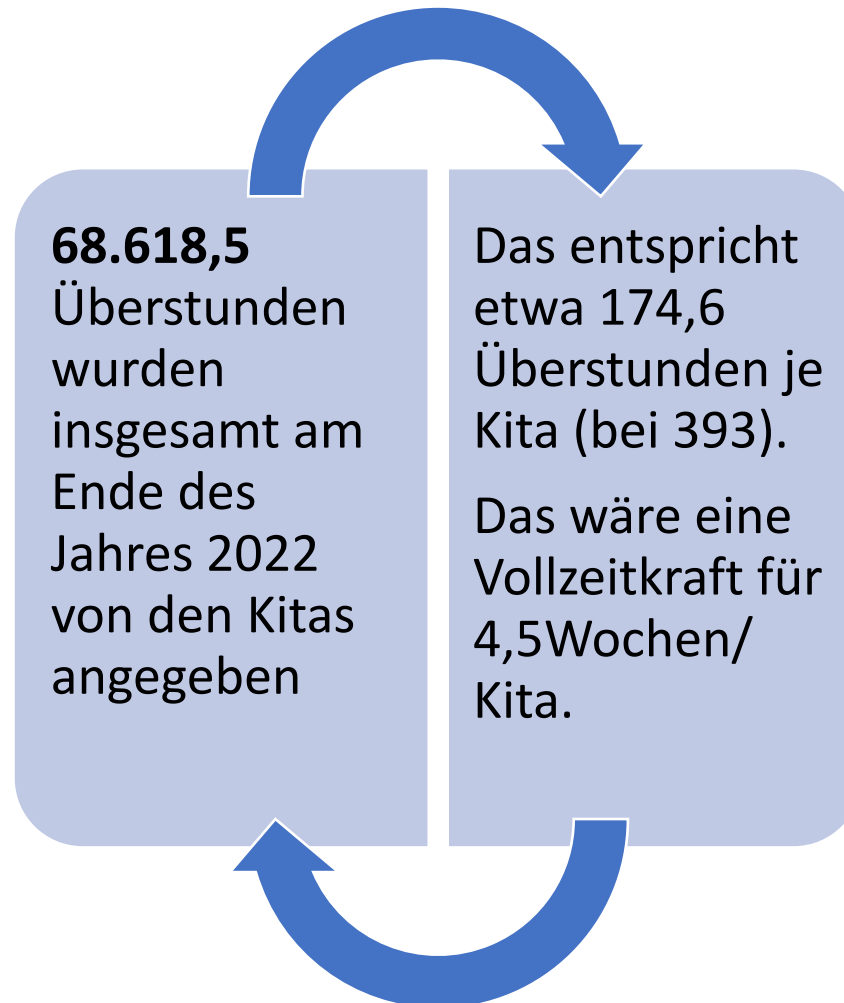 68.618,5
Überstunden
wurden
insgesamt am
Ende des
Jahres 2022
von den Kitas
angegeben
Das entspricht
etwa 174,6
Überstunden je
Kita (bei 393).
Das wäre eine
Vollzeitkraft für
4,5Wochen/
Kita.